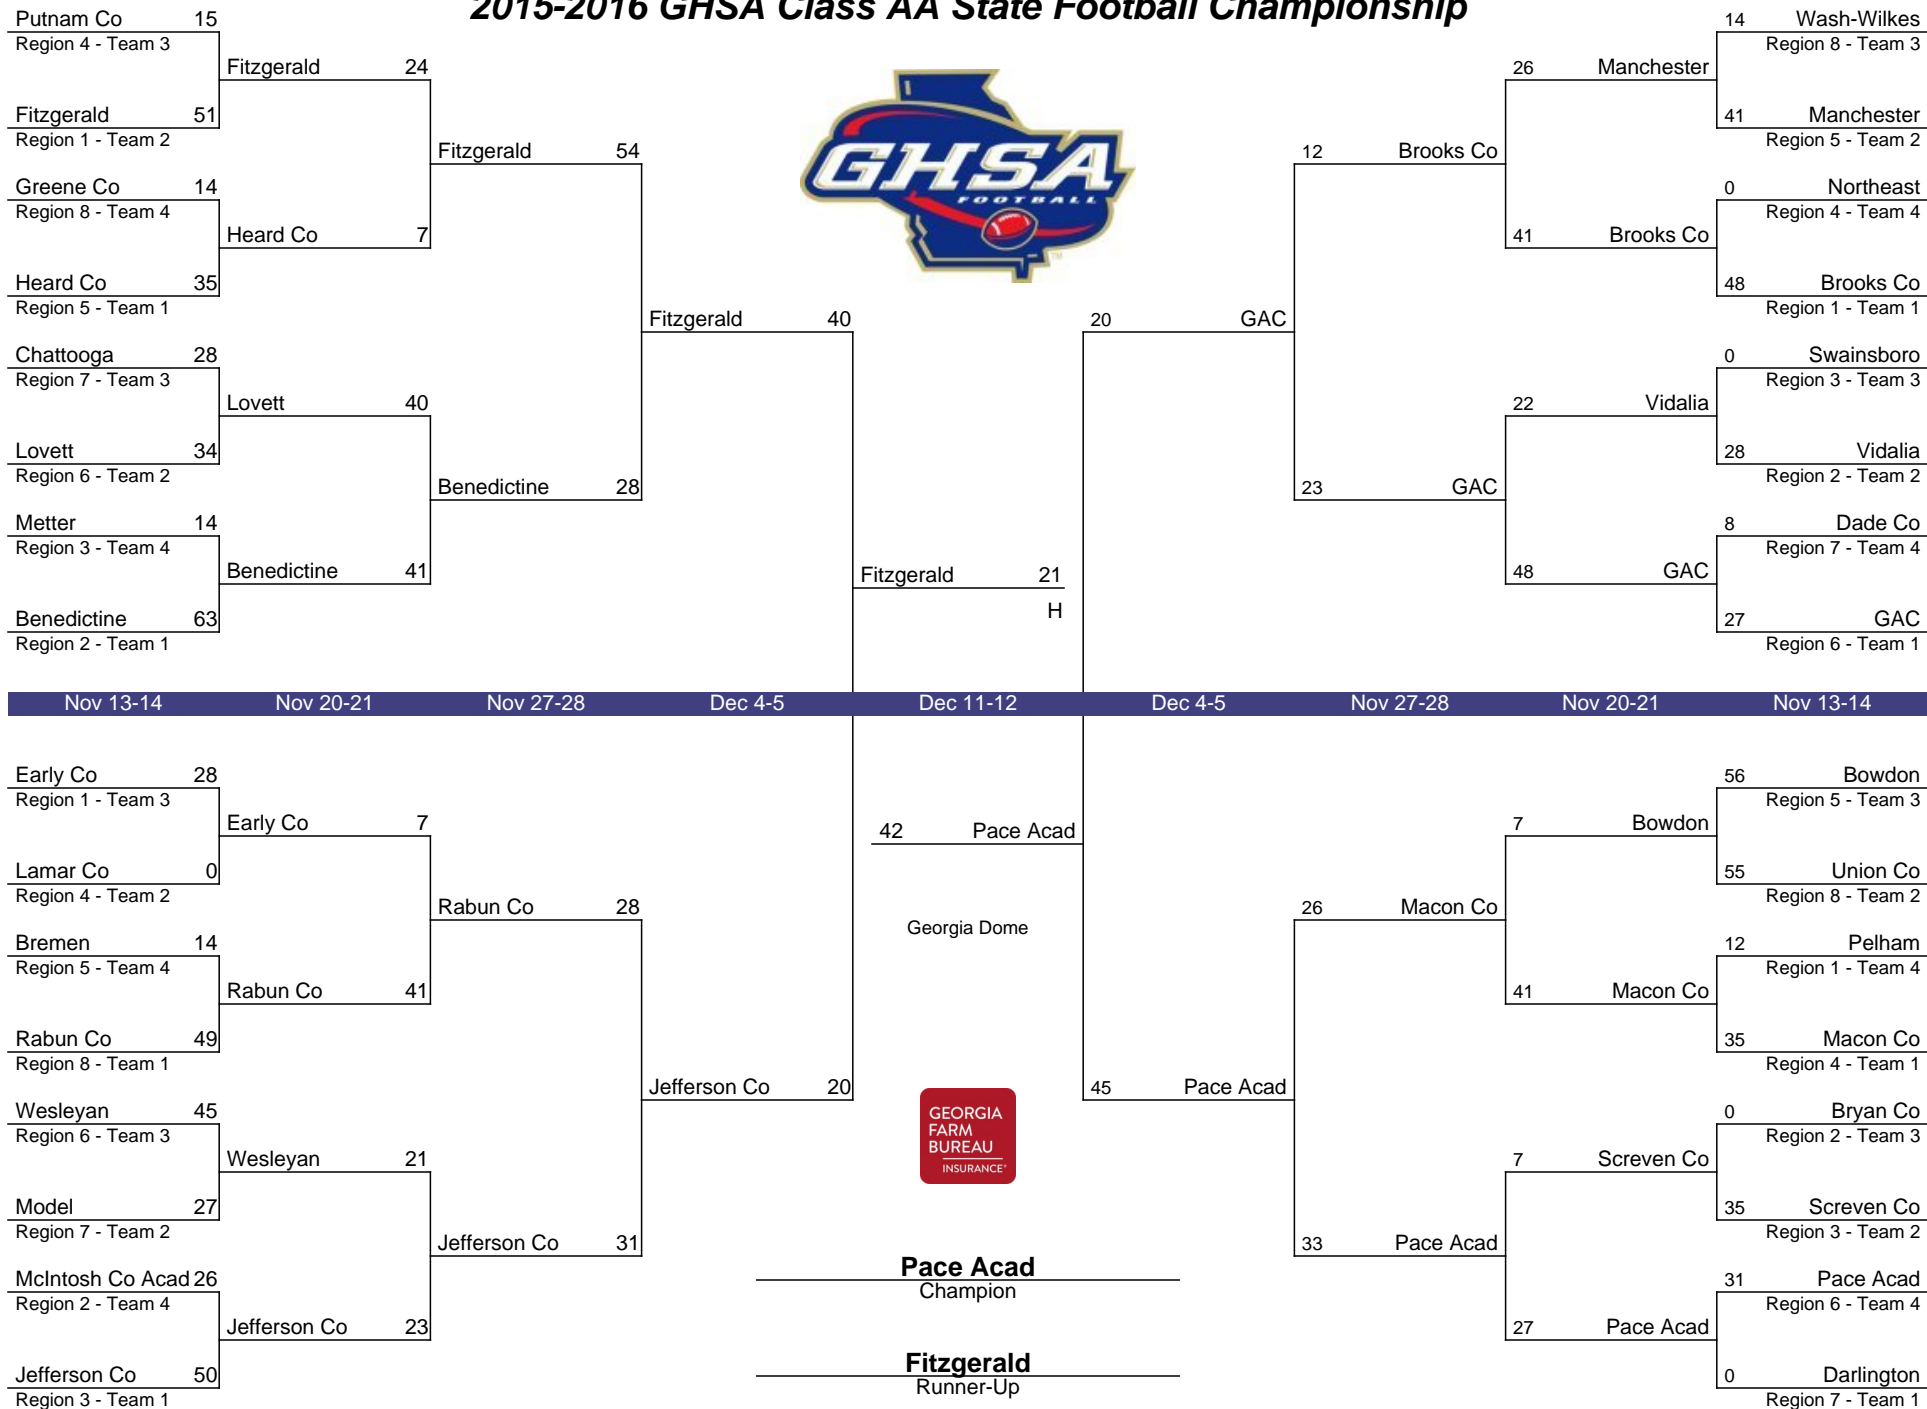 2015-2016 GHSA Class AA State Football Championship
Putnam Co 15
Region 4 - Team 3
Fitzgerald 24
Fitzgerald 51
Region 1 - Team 2
Fitzgerald 54
Greene Co 14
Region 8 - Team 4
Heard Co 7
Heard Co 35
Region 5 - Team 1
Fitzgerald 40
Chattooga 28
Region 7 - Team 3
Lovett 40
Lovett 34
Region 6 - Team 2
Benedictine 28
Metter 14
Region 3 - Team 4
Benedictine 41
Benedictine 63
Region 2 - Team 1
GHSA
FOOTBALL
TM
Fitzgerald 21
H
14 Wash-Wilkes
Region 8 - Team 3
26 Manchester
41 Manchester
Region 5 - Team 2
12 Brooks Co
0 Northeast
Region 4 - Team 4
41 Brooks Co
48 Brooks Co
Region 1 - Team 1
20 GAC
0 Swainsboro
Region 3 - Team 3
22 Vidalia
28 Vidalia
Region 2 - Team 2
23 GAC
8 Dade Co
Region 7 - Team 4
48 GAC
27 GAC
Region 6 - Team 1
Nov 13-14 Nov 20-21 Nov 27-28 Dec 4-5 Dec 11-12 Dec 4-5 Nov 27-28 Nov 20-21 Nov 13-14
Early Co 28
Region 1 - Team 3
Early Co 7
Lamar Co 0
Region 4 - Team 2
Rabun Co 28
Bremen 14
Region 5 - Team 4
Rabun Co 41
Rabun Co 49
Region 8 - Team 1
Jefferson Co 20
Wesleyan 45
Region 6 - Team 3
Wesleyan 21
Model 27
Region 7 - Team 2
Jefferson Co 31
McIntosh Co Acad 26
Region 2 - Team 4
Jefferson Co 23
Jefferson Co 50
Region 3 - Team 1
42 Pace Acad
Georgia Dome
GEORGIA
FARM
BUREAU
INSURANCE®
Pace Acad
Champion
Fitzgerald
Runner-Up
56 Bowdon
Region 5 - Team 3
7 Bowdon
55 Union Co
Region 8 - Team 2
26 Macon Co
12 Pelham
Region 1 - Team 4
41 Macon Co
35 Macon Co
Region 4 - Team 1
45 Pace Acad
0 Bryan Co
Region 2 - Team 3
7 Screven Co
35 Screven Co
Region 3 - Team 2
33 Pace Acad
31 Pace Acad
Region 6 - Team 4
27 Pace Acad
0 Darlington
Region 7 - Team 1